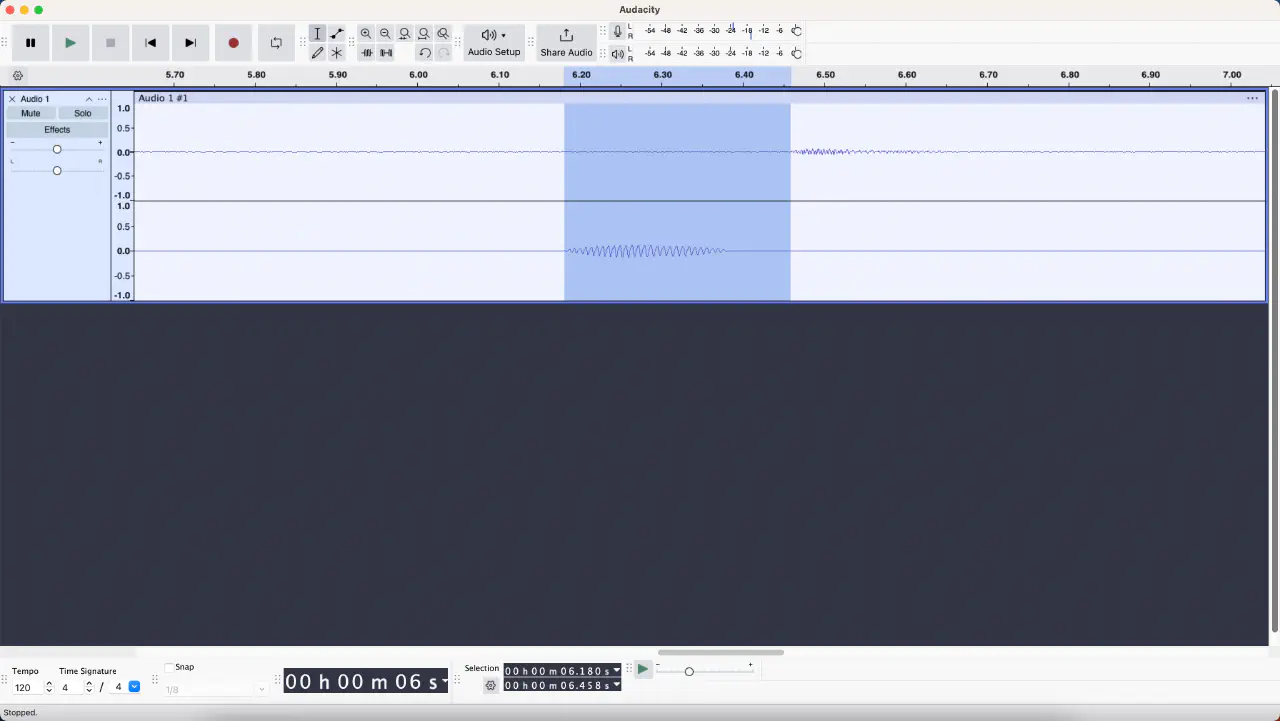 Audacity
Audio Setup
Share Audio
L
R
-54 -48 -42 -36 -30 -24 -18 -12 -6
L
R
-54 -48 -42 -36 -30 -24 -18 -12 -6
5.70 5.80 5.90 6.00 6.10 6.20 6.30 6.40 6.50 6.60 6.70 6.80 6.90 7.00
Audio 1
Audio 1 #1
Mute Solo
Effects
- +
L R
1.0
0.5
0.0
-0.5
-1.0
1.0
0.5
0.0
-0.5
-1.0
Tempo
120
Time Signature
4 / 4
Snap
1/8
00 h 00 m 06 s
Selection
00 h 00 m 06.180 s
00 h 00 m 06.458 s
- +
Stopped.